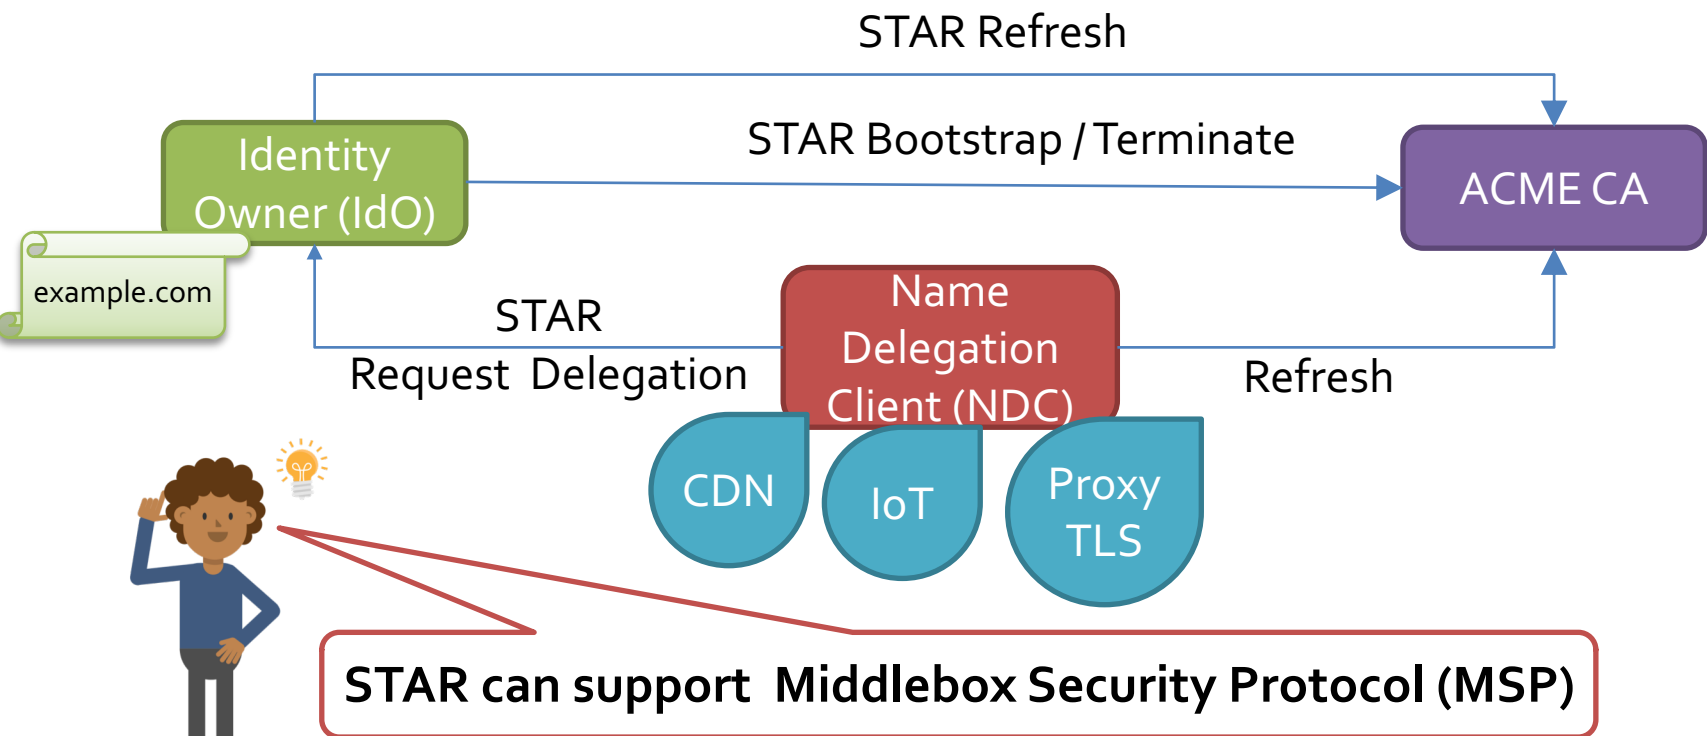 STAR Refresh
STAR Bootstrap / Terminate
Identity
Owner (IdO)
ACME CA
example.com
Name
Delegation
Client (NDC)
STAR
Request Delegation
Refresh
CDN
IoT
Proxy
TLS
STAR can support Middlebox Security Protocol (MSP)